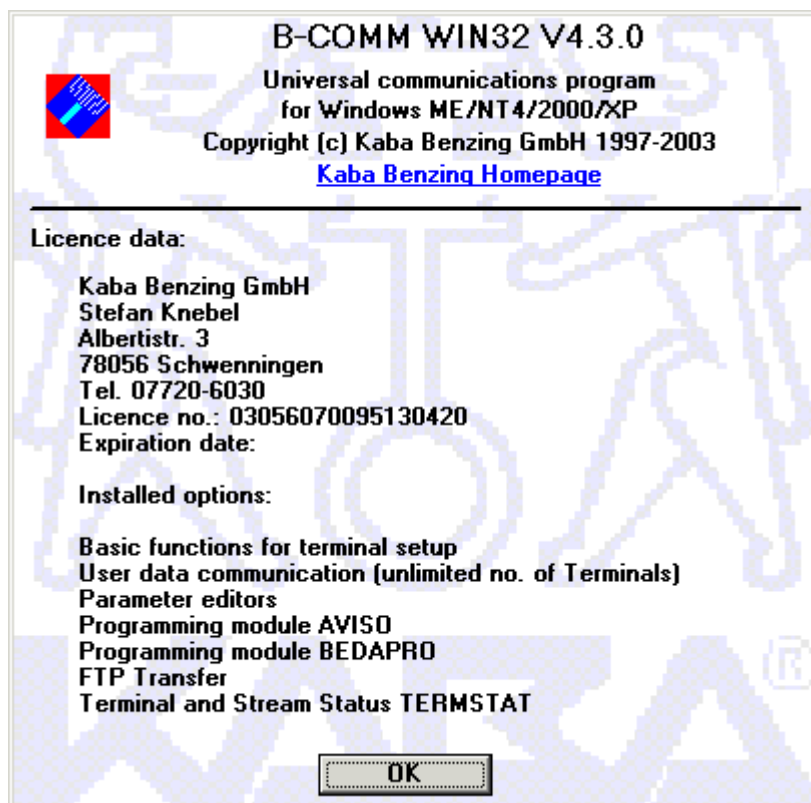 B-COMM WIN32 V4.3.0
Universal communications program
for Windows ME/NT4/2000/XP
Copyright (c) Kaba Benzing GmbH 1997-2003
Kaba Benzing Homepage
Licence data:
Kaba Benzing GmbH
Stefan Knebel
Albertistr. 3
78056 Schwenningen
Tel. 07720-6030
Licence no.: 03056070095130420
Expiration date:
Installed options:
Basic functions for terminal setup
User data communication (unlimited no. of Terminals)
Parameter editors
Programming module AVISO
Programming module BEDAPRO
FTP Transfer
Terminal and Stream Status TERMSTAT
KABA®
OK